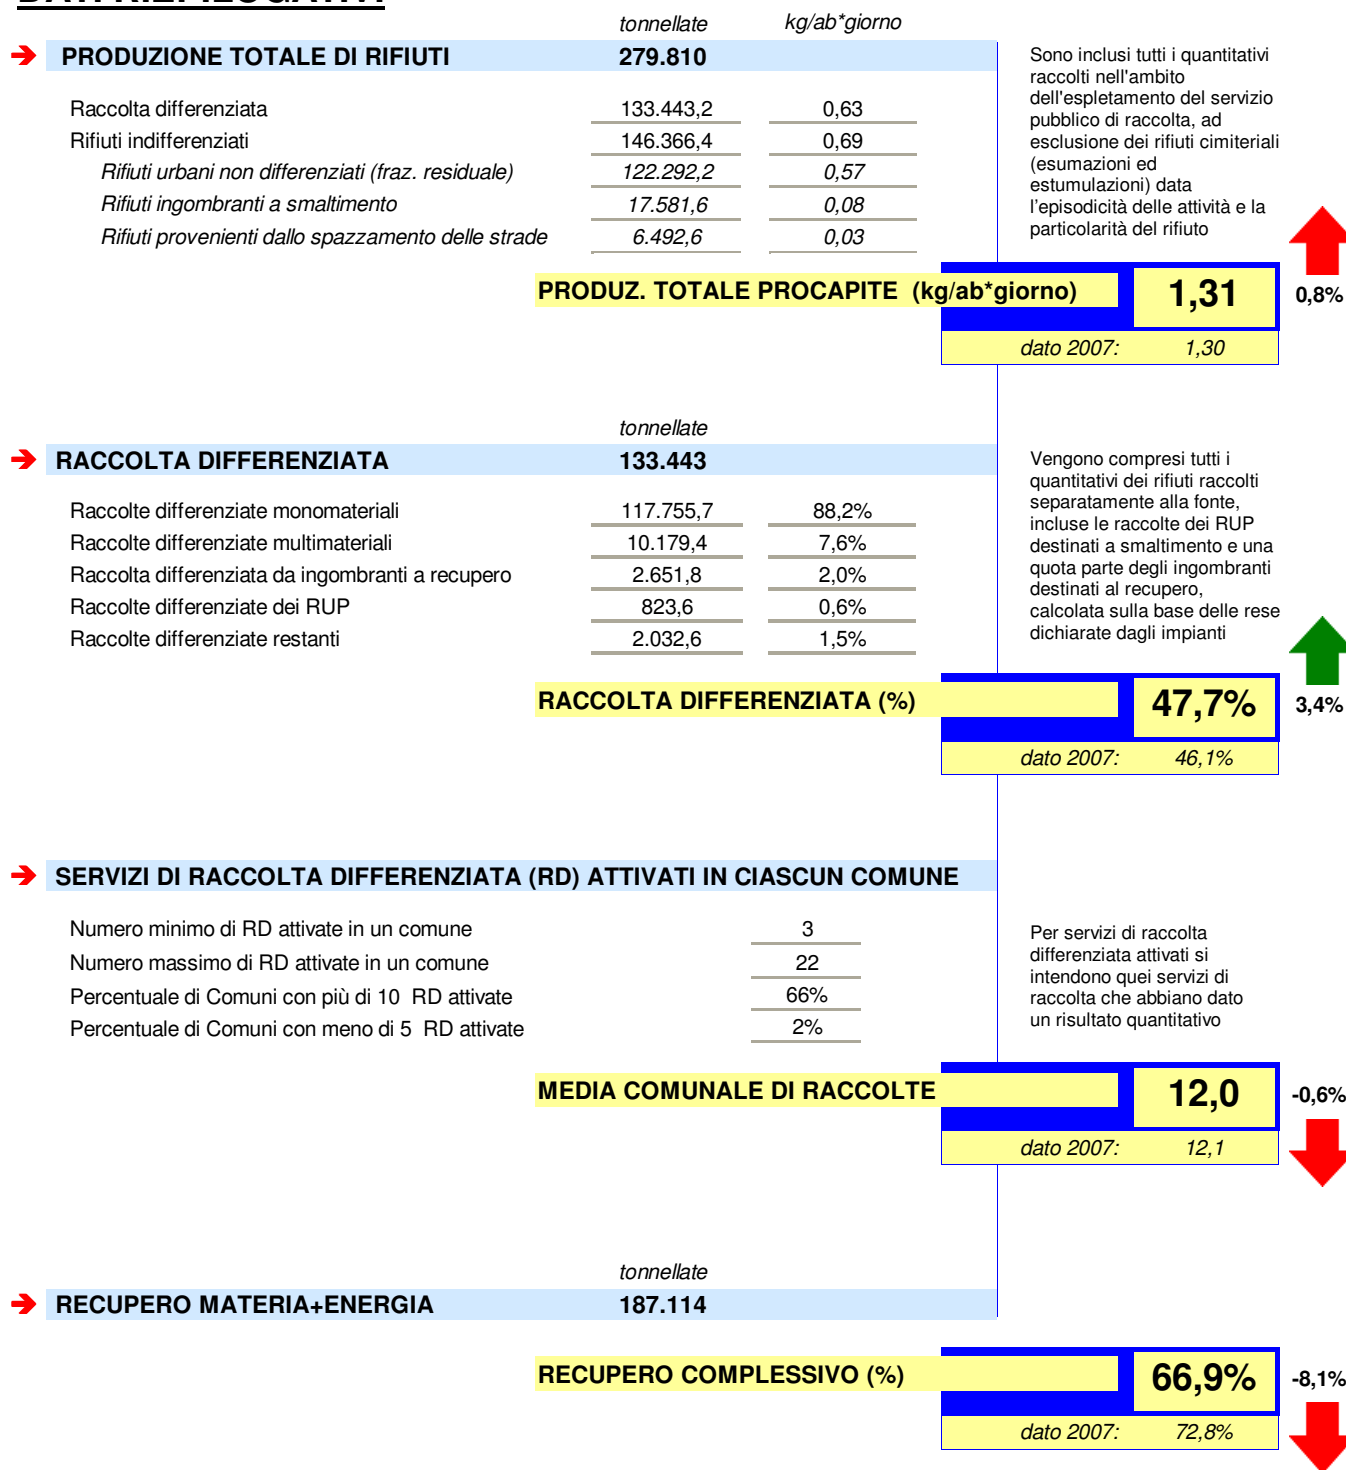 DATI RIEPILOGATIVI
tonnellate kg/ab*giorno
PRODUZIONE TOTALE DI RIFIUTI 279.810
Raccolta differenziata 133.443,2 0,63
Rifiuti indifferenziati 146.366,4 0,69
Rifiuti urbani non differenziati (fraz. residuale) 122.292,2 0,57
Rifiuti ingombranti a smaltimento 17.581,6 0,08
Rifiuti provenienti dallo spazzamento delle strade 6.492,6 0,03
Sono inclusi tutti i quantitativi
raccolti nell'ambito
dell'espletamento del servizio
pubblico di raccolta, ad
esclusione dei rifiuti cimiteriali
(esumazioni ed
estumulazioni) data
l'episodicità delle attività e la
particolarità del rifiuto
PRODUZ. TOTALE PROCAPITE (kg/ab*giorno) 1,31 0,8%
dato 2007: 1,30
tonnellate
RACCOLTA DIFFERENZIATA 133.443
Raccolte differenziate monomateriali 117.755,7 88,2%
Raccolte differenziate multimateriali 10.179,4 7,6%
Raccolta differenziata da ingombranti a recupero 2.651,8 2,0%
Raccolte differenziate dei RUP 823,6 0,6%
Raccolte differenziate restanti 2.032,6 1,5%
Vengono compresi tutti i
quantitativi dei rifiuti raccolti
separatamente alla fonte,
incluse le raccolte dei RUP
destinati a smaltimento e una
quota parte degli ingombranti
destinati al recupero,
calcolata sulla base delle rese
dichiarate dagli impianti
RACCOLTA DIFFERENZIATA (%) 47,7% 3,4%
dato 2007: 46,1%
SERVIZI DI RACCOLTA DIFFERENZIATA (RD) ATTIVATI IN CIASCUN COMUNE
Numero minimo di RD attivate in un comune 3
Numero massimo di RD attivate in un comune 22
Percentuale di Comuni con più di 10 RD attivate 66%
Percentuale di Comuni con meno di 5 RD attivate 2%
Per servizi di raccolta
differenziata attivati si
intendono quei servizi di
raccolta che abbiano dato
un risultato quantitativo
MEDIA COMUNALE DI RACCOLTE 12,0 -0,6%
dato 2007: 12,1
tonnellate
RECUPERO MATERIA+ENERGIA 187.114
RECUPERO COMPLESSIVO (%) 66,9% -8,1%
dato 2007: 72,8%